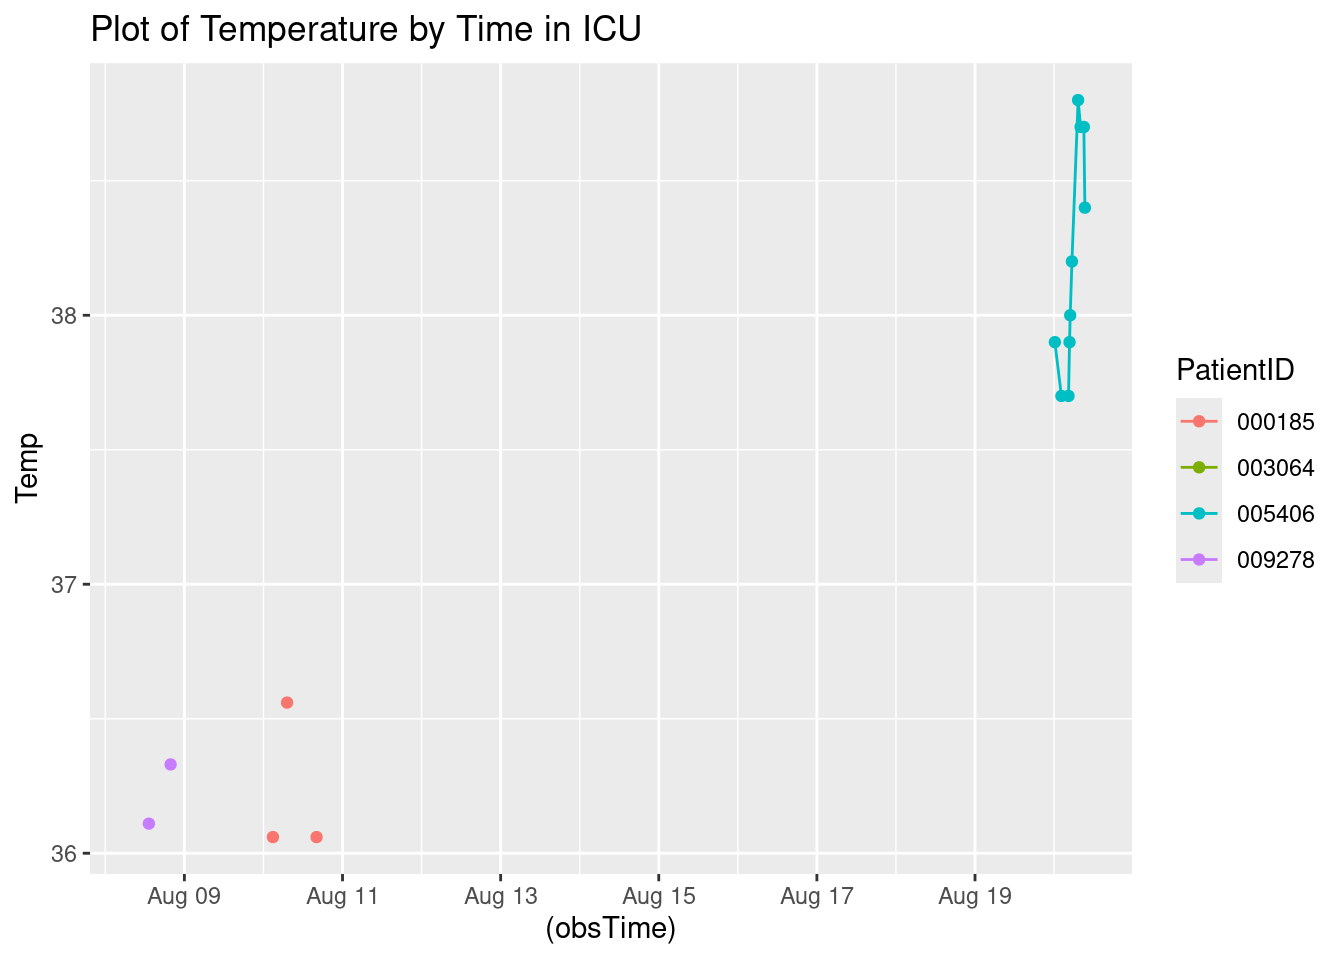 Plot of Temperature by Time in ICU
38
37
36
Temp
Aug 09 Aug 11 Aug 13 Aug 15 Aug 17 Aug 19
(obsTime)
PatientID
000185
003064
005406
009278